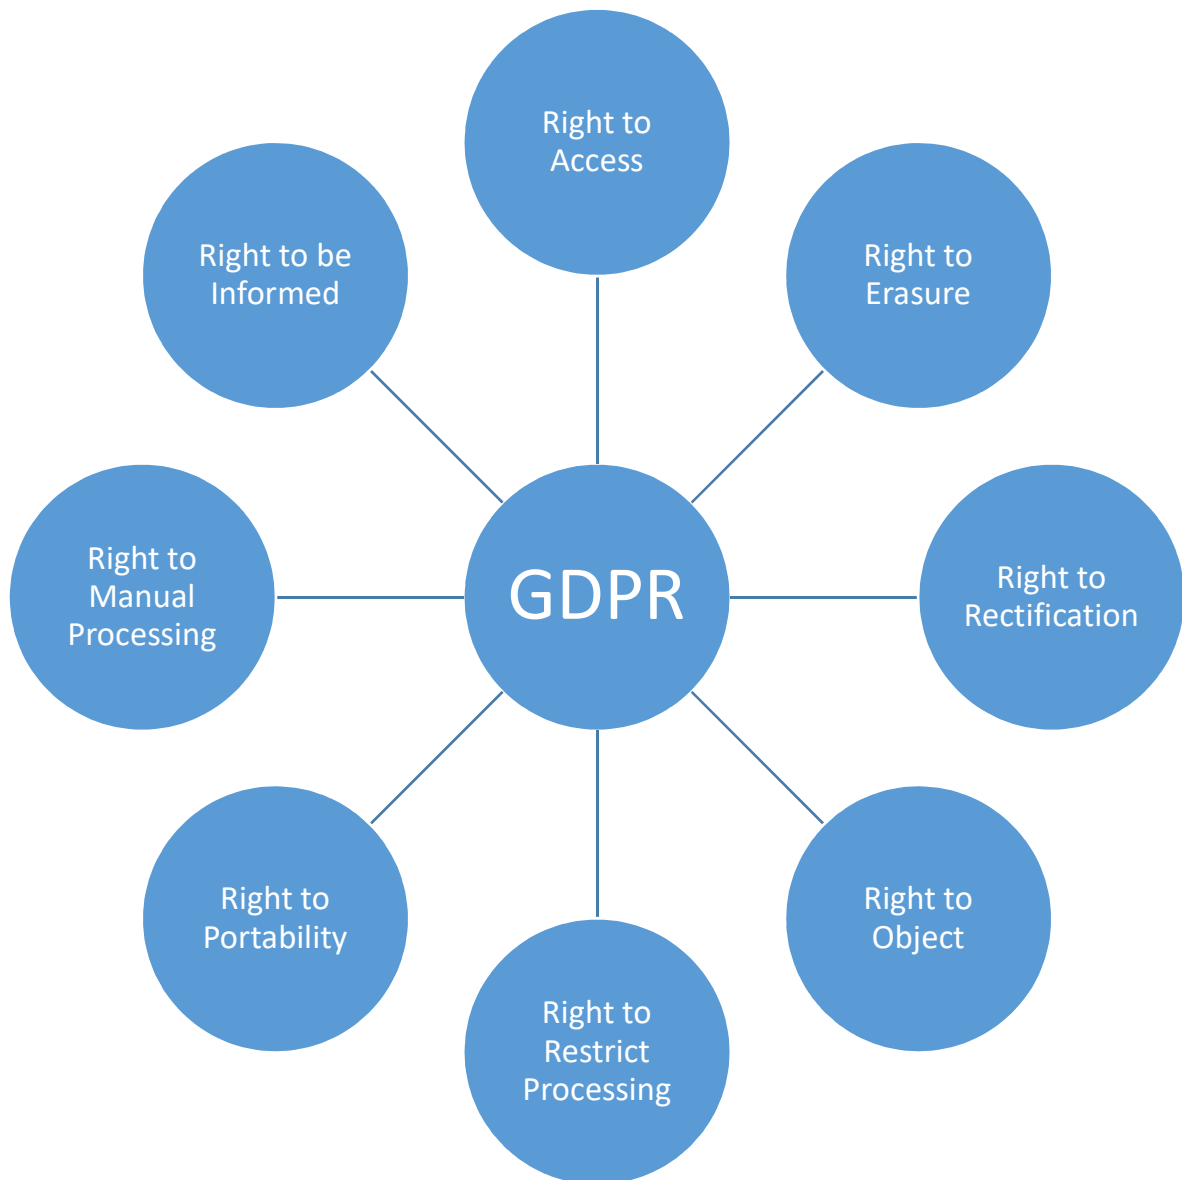 Right to
Access
Right to be
Informed
Right to
Erasure
Right to
Manual
Processing
GDPR
Right to
Rectification
Right to
Portability
Right to
Object
Right to
Restrict
Processing